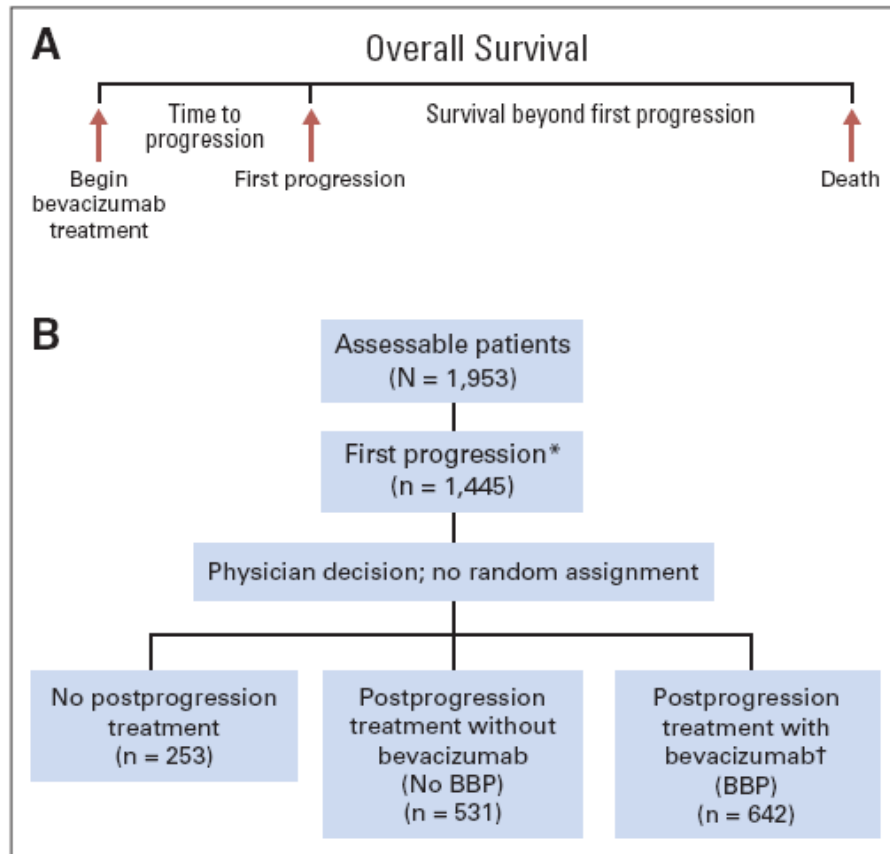 A
Overall Survival
Time to
progression
Survival beyond first progression
Begin
bevacizumab
treatment
First progression
Death
B
Assessable patients
(N = 1,953)
First progression*
(n = 1,445)
Physician decision; no random assignment
No postprogression
treatment
(n = 253)
Postprogression
treatment without
bevacizumab
(No BBP)
(n = 531)
Postprogression
treatment with
bevacizumab†
(BBP)
(n = 642)